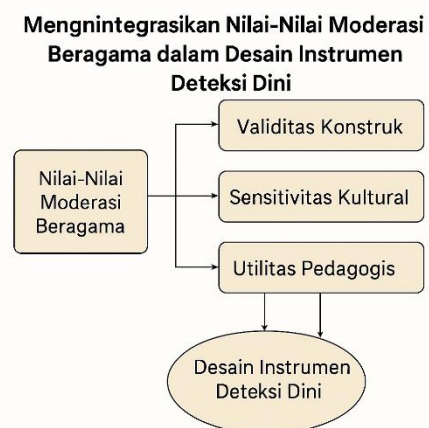 Mengnintegrasikan Nilai-Nilai Moderasi
Beragama dalam Desain Instrumen
Deteksi Dini
Nilai-Nilai
Moderasi
Beragama
Validitas Konstruk
Sensitivitas Kultural
Utilitas Pedagogis
Desain Instrumen
Deteksi Dini